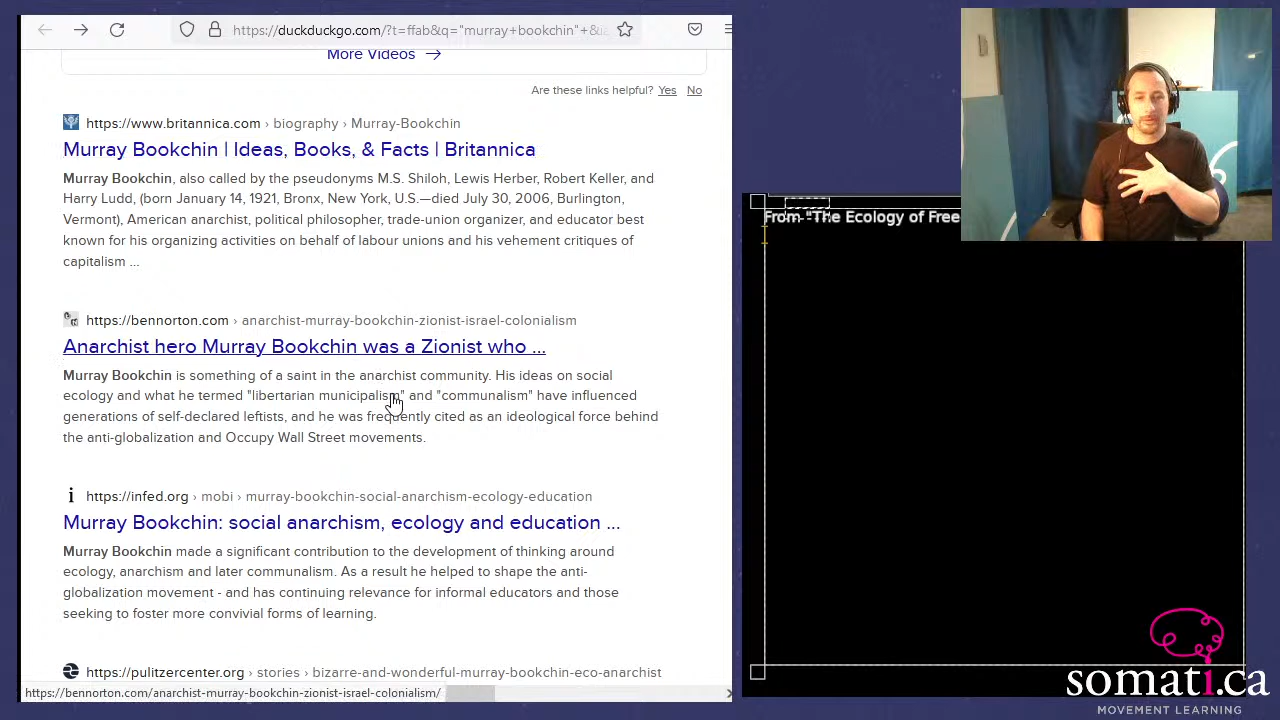 https://duckduckgo.com/?t=ffab&q="murray+bookchin"+&
More Videos →
Are these links helpful? Yes No
https://www.britannica.com › biography › Murray-Bookchin
Murray Bookchin | Ideas, Books, & Facts | Britannica
Murray Bookchin, also called by the pseudonyms M.S. Shiloh, Lewis Herber, Robert Keller, and
Harry Ludd, (born January 14, 1921, Bronx, New York, U.S.—died July 30, 2006, Burlington,
Vermont), American anarchist, political philosopher, trade-union organizer, and educator best
known for his organizing activities on behalf of labour unions and his vehement critiques of
capitalism ...
https://bennorton.com › anarchist-murray-bookchin-zionist-israel-colonialism
Anarchist hero Murray Bookchin was a Zionist who ...
Murray Bookchin is something of a saint in the anarchist community. His ideas on social
ecology and what he termed "libertarian municipalism" and "communalism" have influenced
generations of self-declared leftists, and he was frequently cited as an ideological force behind
the anti-globalization and Occupy Wall Street movements.
https://infed.org › mobi › murray-bookchin-social-anarchism-ecology-education
Murray Bookchin: social anarchism, ecology and education ...
Murray Bookchin made a significant contribution to the development of thinking around
ecology, anarchism and later communalism. As a result he helped to shape the anti-
globalization movement - and has continuing relevance for informal educators and those
seeking to foster more convivial forms of learning.
https://pulitzercenter.org › stories › bizarre-and-wonderful-murray-bookchin-eco-anarchist
https://bennorton.com/anarchist-murray-bookchin-zionist-israel-colonialism/
From "The Ecology of Free
somati.ca
MOVEMENT LEARNING